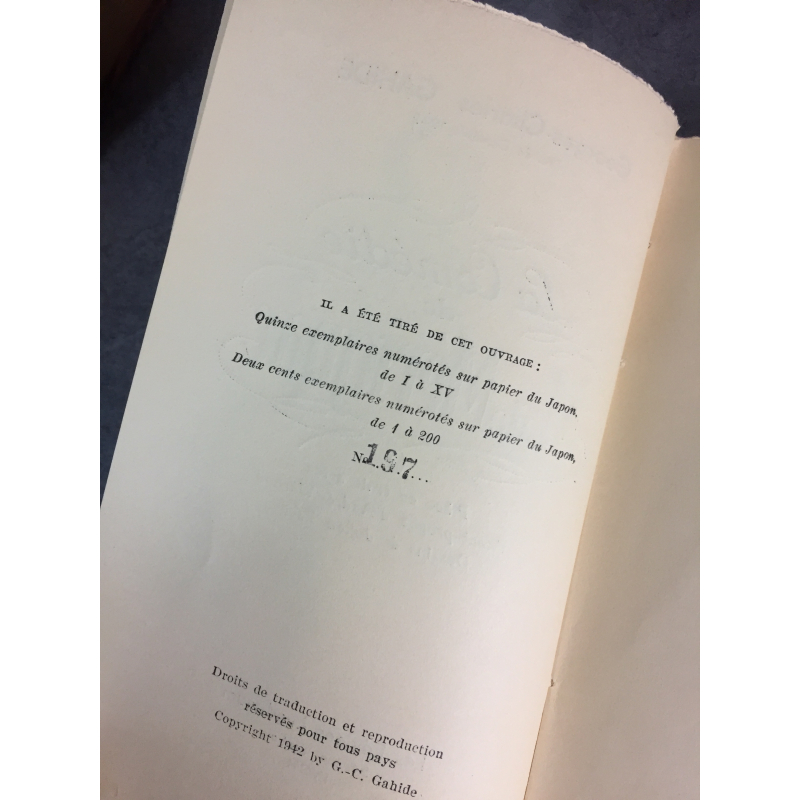 IL A ÉTÉ TIRÉ DE CET OUVRAGE :
Quinze exemplaires numérotés sur papier du Japon,
de I à XV
Deux cents exemplaires numérotés sur papier du Japon,
de 1 à 200
No 197...
Droits de traduction et reproduction
réservés pour tous pays
Copyright 1942 by G.-C. Gahide